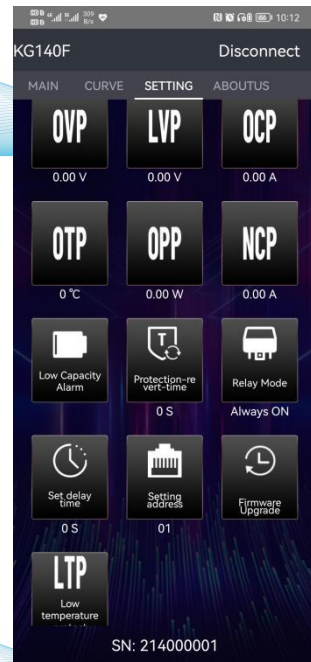 309
B/s
86
10:12
KG140F
Disconnect
MAIN CURVE SETTING ABOUTUS
OVP LVP OCP
0.00 V 0.00 V 0.00 A
OTP OPP NCP
0 °C 0.00 W 0.00 A
Low Capacity
Alarm
Protection-re
vert-time
Relay Mode
0 S
Always ON
Set delay
time
Setting
address
Firmware
Upgrade
0 S 01
LTP
Low
temperature
SN: 214000001